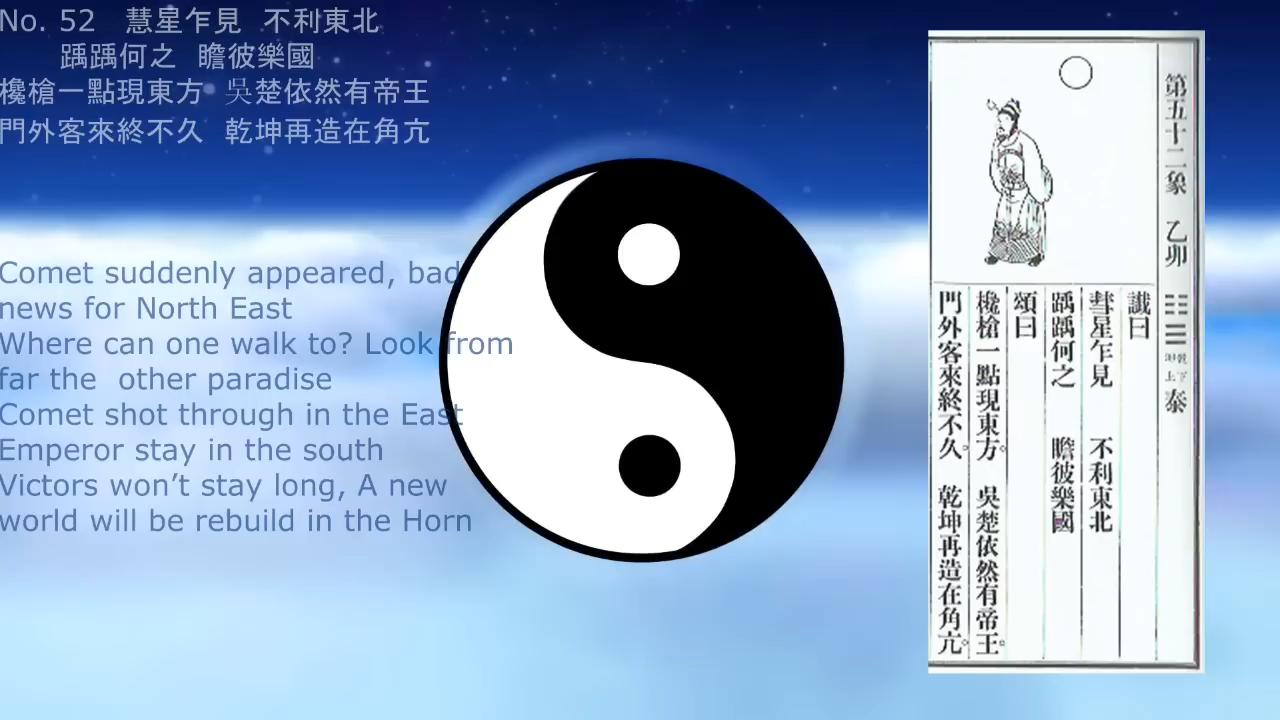 No. 52 慧星乍見 不利東北
踽踽何之 瞻彼樂國
欃槍一點現東方 吳楚依然有帝王
門外客來終不久 乾坤再造在角亢
Comet suddenly appeared, bad
news for North East
Where can one walk to? Look from
far the other paradise
Comet shot through in the East
Emperor stay in the south
Victors won’t stay long, A new
world will be rebuild in the Horn
第五十二象 乙卯 ䷊ 坤上乾下 泰
讖曰
彗星乍見 不利東北
踽踽何之 瞻彼樂國
頌曰
欃槍一點現東方。 吳楚依然有帝王。
門外客來終不久。 乾坤再造在角亢。